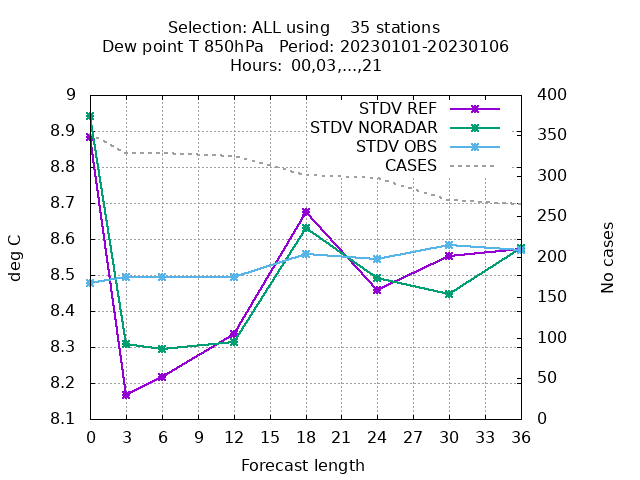 Selection: ALL using    35 stations
Dew point T 850hPa   Period: 20230101-20230106
Hours: 00,03,...,21
9
8.9
8.8
8.7
8.6
8.5
8.4
8.3
8.2
8.1
deg C
STDV REF
STDV NORADAR
STDV OBS
CASES
400
350
300
250
200
150
100
50
0
No cases
0 3 6 9 12 15 18 21 24 27 30 33 36
Forecast length